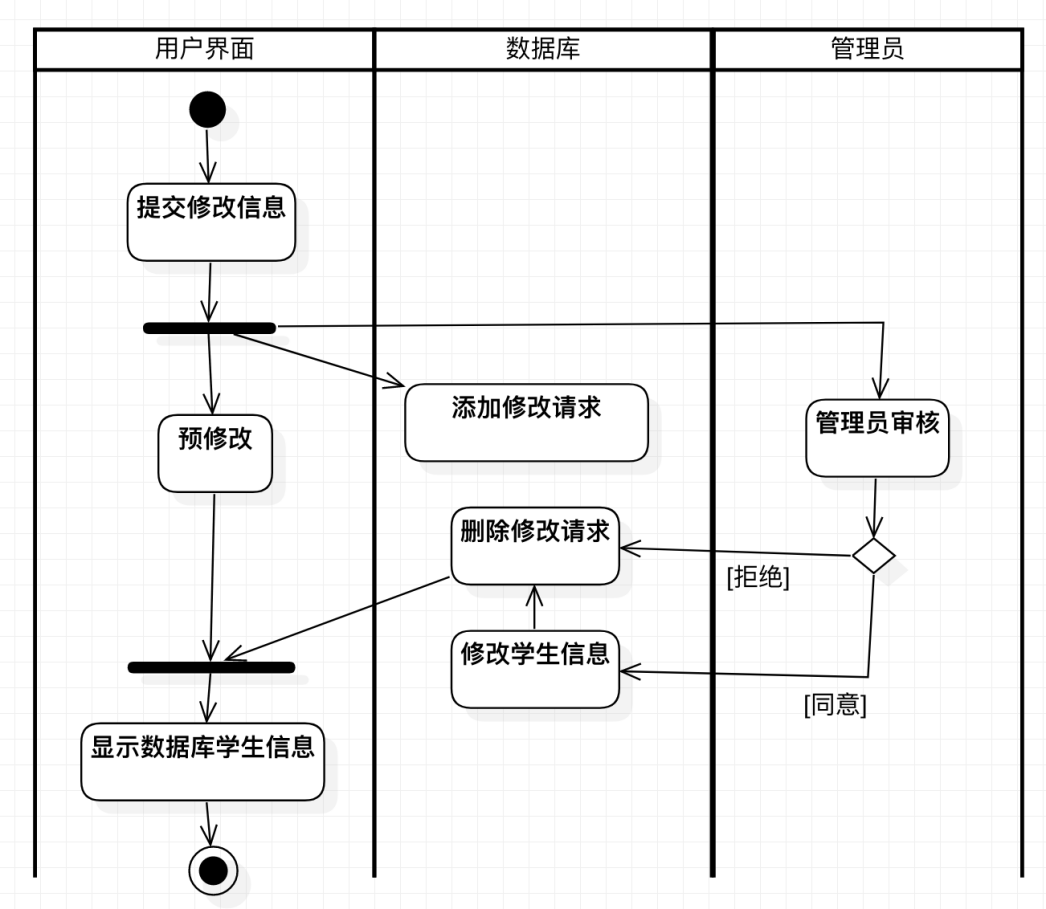 用户界面
数据库
管理员
提交修改信息
添加修改请求
管理员审核
预修改
删除修改请求
[拒绝]
修改学生信息
[同意]
显示数据库学生信息